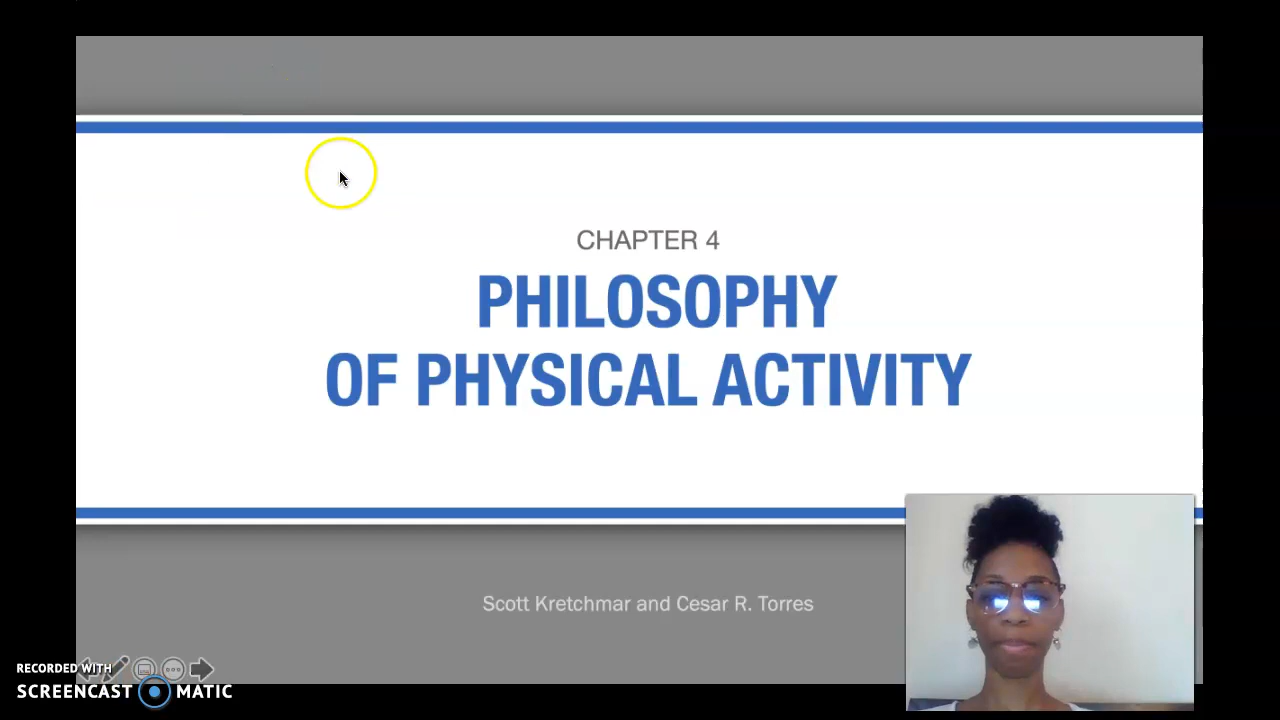 CHAPTER 4
PHILOSOPHY
OF PHYSICAL ACTIVITY
Scott Kretchmar and Cesar R. Torres
RECORDED WITH
SCREENCAST MATIC